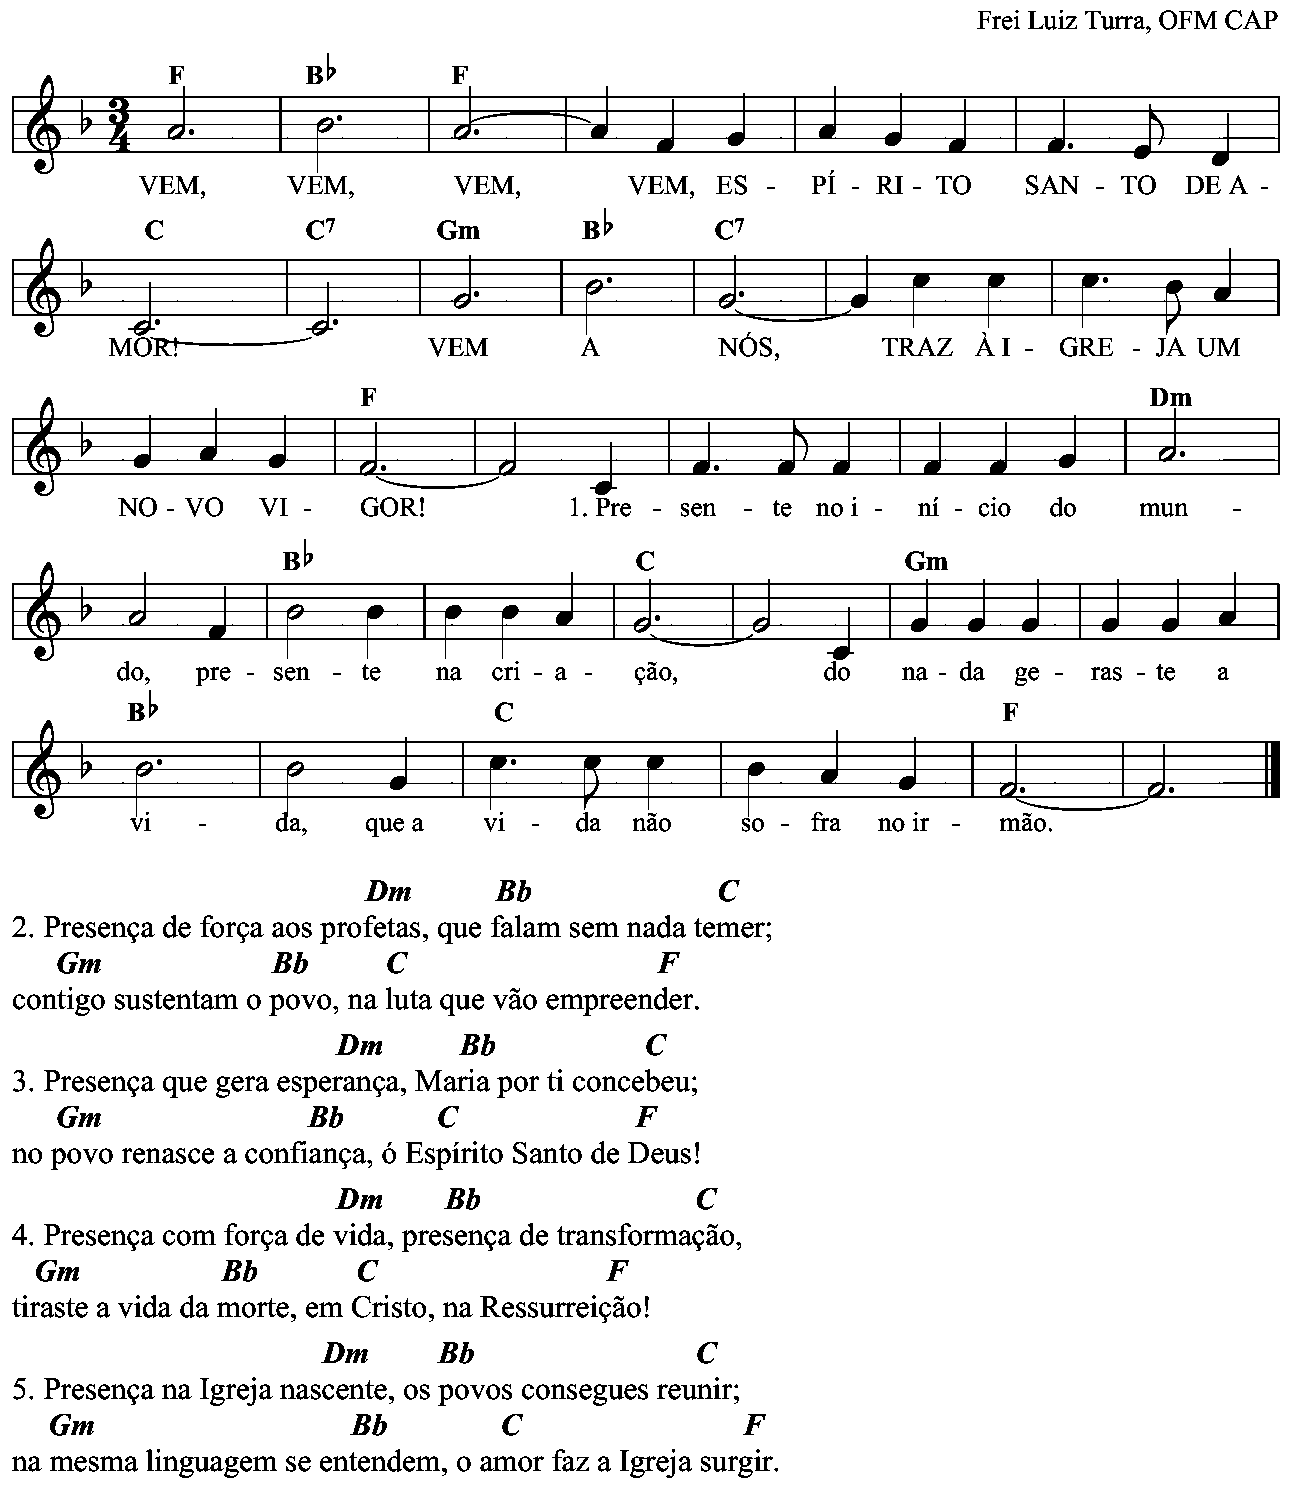 Frei Luiz Turra, OFM CAP
F B♭ F
3/4
VEM, VEM, VEM, VEM, ES - PÍ - RI - TO SAN - TO DE A -
C C7 Gm B♭ C7
MOR! VEM A NÓS, TRAZ À I - GRE - JA UM
F Dm
NO - VO VI - GOR! 1. Pre - sen - te no i - ní - cio do mun -
B♭ C Gm
do, pre - sen - te na cri - a - ção, do na - da ge - ras - te a
B♭ C F
vi - da, que a vi - da não so - fra no ir - mão.
Dm Bb C
2. Presença de força aos profetas, que falam sem nada temer;
Gm Bb C F
contigo sustentam o povo, na luta que vão empreender.
Dm Bb C
3. Presença que gera esperança, Maria por ti concebeu;
Gm Bb C F
no povo renasce a confiança, ó Espírito Santo de Deus!
Dm Bb C
4. Presença com força de vida, presença de transformação,
Gm Bb C F
tiraste a vida da morte, em Cristo, na Ressurreição!
Dm Bb C
5. Presença na Igreja nascente, os povos consegues reunir;
Gm Bb C F
na mesma linguagem se entendem, o amor faz a Igreja surgir.